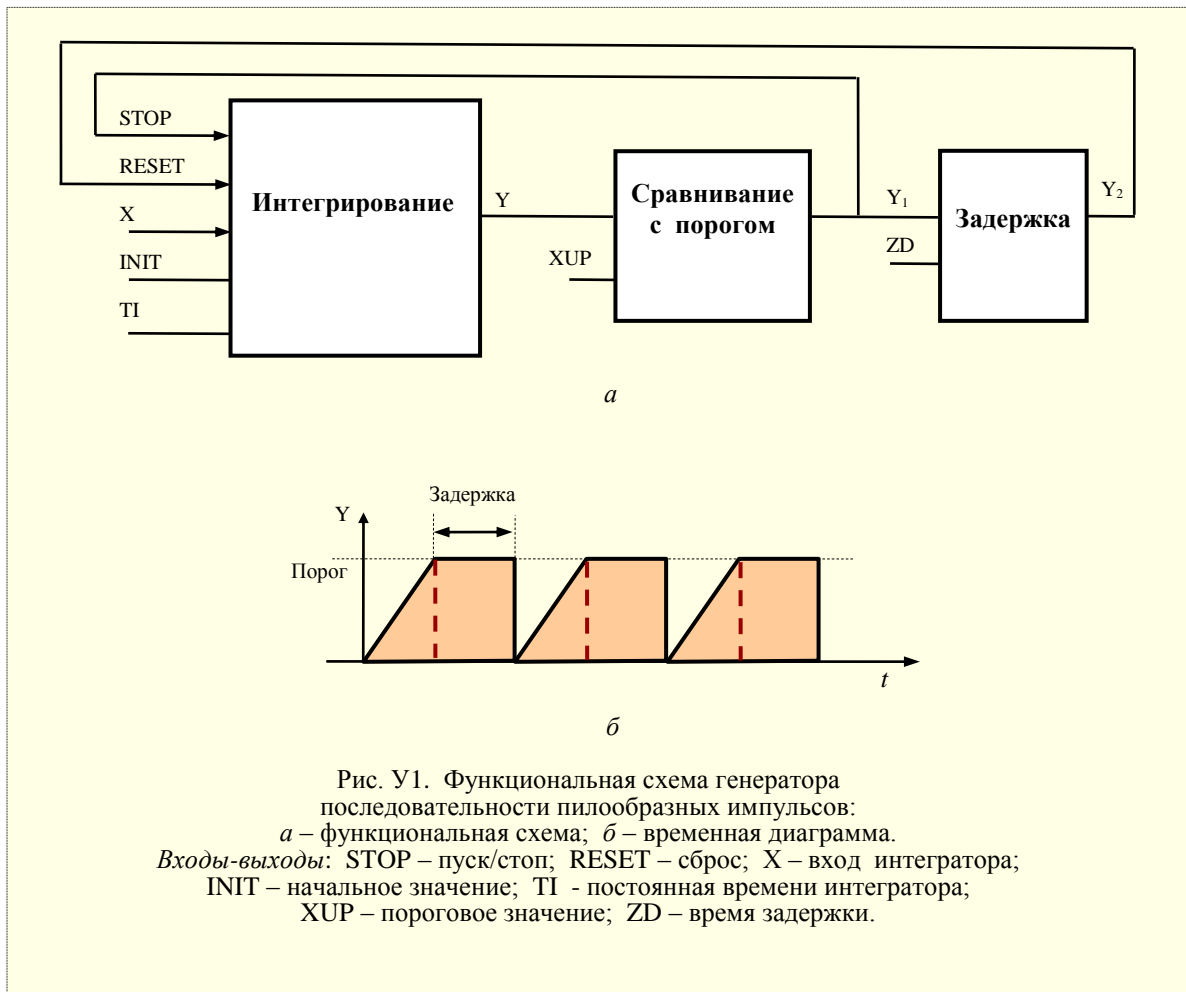 STOP
RESET
X
INIT
TI
Интегрирование
Y
XUP
Сравнивание
с порогом
Y₁
ZD
Задержка
Y₂
а
Задержка
Y
Порог
t
б
Рис. У1. Функциональная схема генератора
последовательности пилообразных импульсов:
а – функциональная схема; б – временная диаграмма.
Входы-выходы: STOP – пуск/стоп; RESET – сброс; X – вход интегратора;
INIT – начальное значение; TI - постоянная времени интегратора;
XUP – пороговое значение; ZD – время задержки.